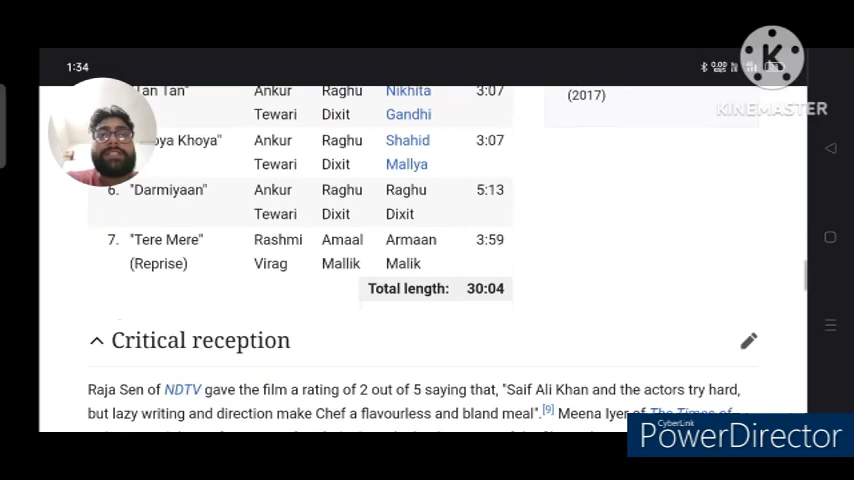 1:34
KINEMASTER
"Tan Tan" Ankur Raghu Nikhita 3:07
Tewari Dixit Gandhi
oya Khoya" Ankur Raghu Shahid 3:07
Tewari Dixit Mallya
6. "Darmiyaan" Ankur Raghu Raghu 5:13
Tewari Dixit Dixit
7. "Tere Mere" Rashmi Amaal Armaan 3:59
(Reprise) Virag Mallik Malik
Total length: 30:04
(2017)
Critical reception
Raja Sen of NDTV gave the film a rating of 2 out of 5 saying that, "Saif Ali Khan and the actors try hard,
but lazy writing and direction make Chef a flavourless and bland meal".[9] Meena Iyer of The Times of
CyberLink
PowerDirector